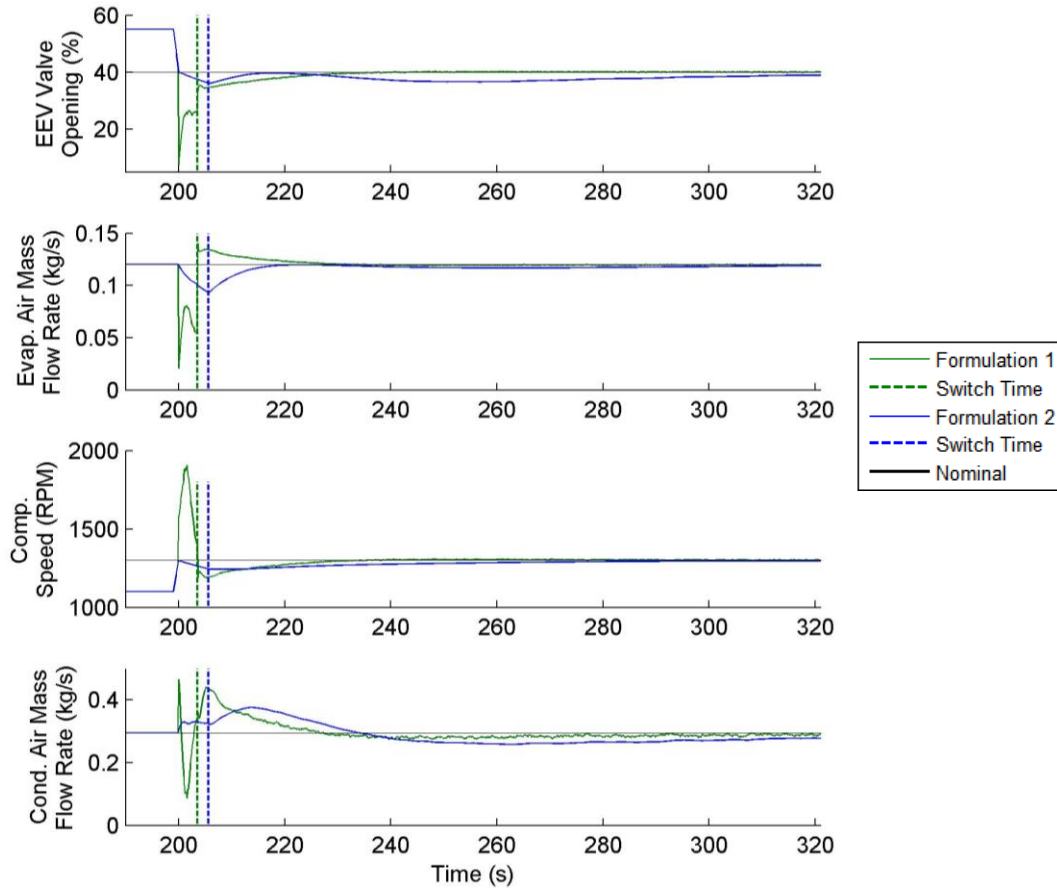 60
40
20
EEV Valve
Opening (%)
200 220 240 260 280 300 320
0.15
0.1
0.05
0
Evap. Air Mass
Flow Rate (kg/s)
200 220 240 260 280 300 320
2000
1500
1000
Comp.
Speed (RPM)
200 220 240 260 280 300 320
0.4
0.2
0
Cond. Air Mass
Flow Rate (kg/s)
200 220 240 260 280 300 320
Time (s)
Formulation 1
Switch Time
Formulation 2
Switch Time
Nominal